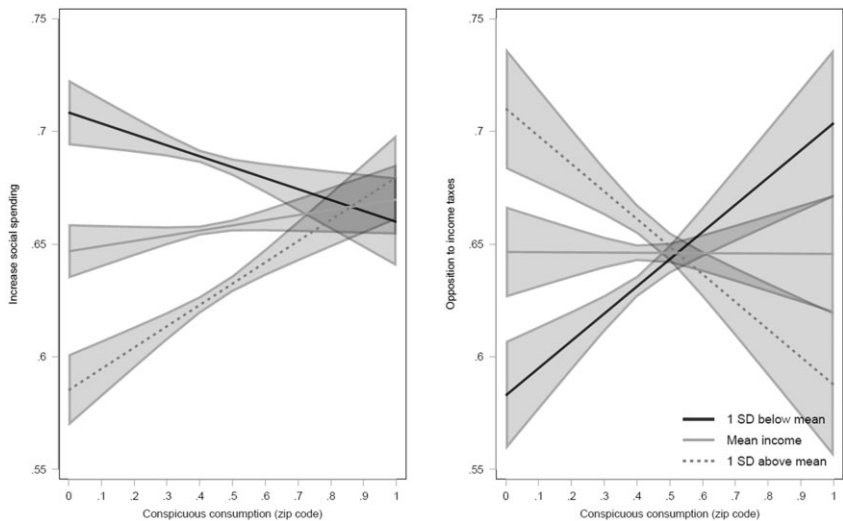 Increase social spending
.75
.7
.65
.6
.55
0 .1 .2 .3 .4 .5 .6 .7 .8 .9 1
Conspicuous consumption (zip code)
Opposition to income taxes
.75
.7
.65
.6
.55
1 SD below mean
Mean income
1 SD above mean
0 .1 .2 .3 .4 .5 .6 .7 .8 .9 1
Conspicuous consumption (zip code)